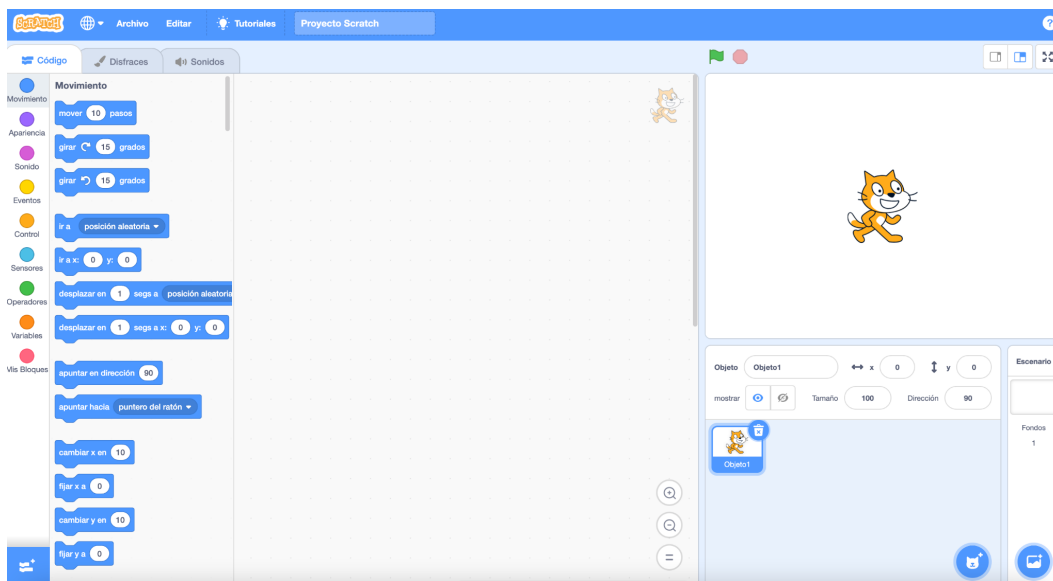 SCRATCH
Archivo Editar Tutoriales Proyecto Scratch
?
Código Disfraces Sonidos
Movimiento
Apariencia
Sonido
Eventos
Control
Sensores
Operadores
Variables
Mis Bloques
Movimiento
mover 10 pasos
girar 15 grados
girar 15 grados
ir a posición aleatoria
ir a x: 0 y: 0
desplazar en 1 segs a posición aleatoria
desplazar en 1 segs a x: 0 y: 0
apuntar en dirección 90
apuntar hacia puntero del ratón
cambiar x en 10
fijar x a 0
cambiar y en 10
fijar y a 0
Objeto Objeto1 x 0 y 0
mostrar Tamaño 100 Dirección 90
Objeto1
Escenario
Fondos
1